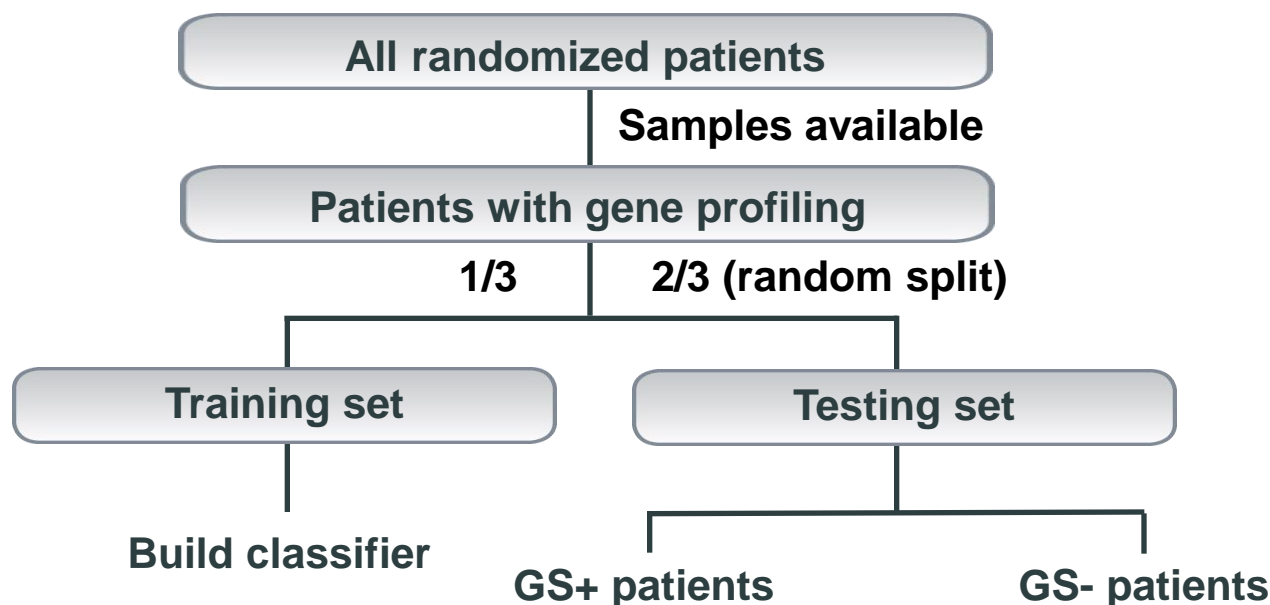 All randomized patients
Samples available
Patients with gene profiling
1/3
2/3 (random split)
Training set
Testing set
Build classifier
GS+ patients
GS- patients